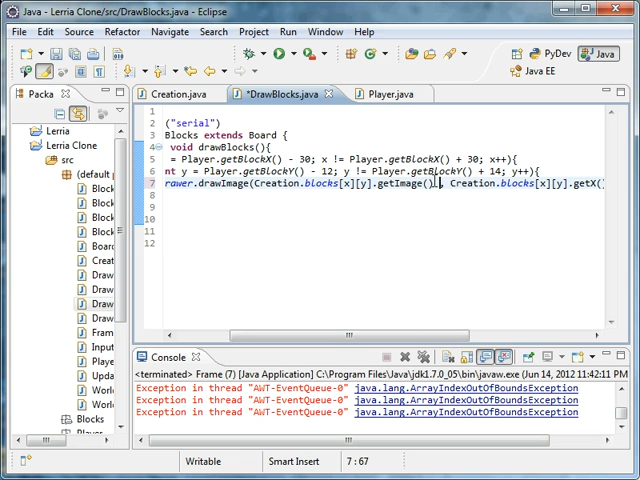 Java - Lerria Clone/src/DrawBlocks.java - Eclipse
File Edit Source Refactor Navigate Search Project Run Window Help
PyDev Java
Java EE
Packa
Creation.java *DrawBlocks.java Player.java
Lerria
Lerria Clone
src
(default p
Block
Block
Block
Block
Board
Creat
Draw
Draw
Draw
Draw
Fram
Input
Playe
Upda
World
World
Blocks
Player
1
2 ("serial")
3 Blocks extends Board {
4 void drawBlocks(){
5 = Player.getBlockX() - 30; x != Player.getBlockX() + 30; x++){
6 nt y = Player.getBlockY() - 12; y != Player.getBlockY() + 14; y++){
7 rawer.drawImage(Creation.blocks[x][y].getImage(), Creation.blocks[x][y].getX()
8
9
10
11
12
Console
<terminated> Frame (7) [Java Application] C:\Program Files\Java\jdk1.7.0_05\bin\javaw.exe (Jun 14, 2012 11:42:11 PM)
Exception in thread "AWT-EventQueue-0" java.lang.ArrayIndexOutOfBoundsException
Exception in thread "AWT-EventQueue-0" java.lang.ArrayIndexOutOfBoundsException
Exception in thread "AWT-EventQueue-0" java.lang.ArrayIndexOutOfBoundsException
Writable Smart Insert 7 : 67